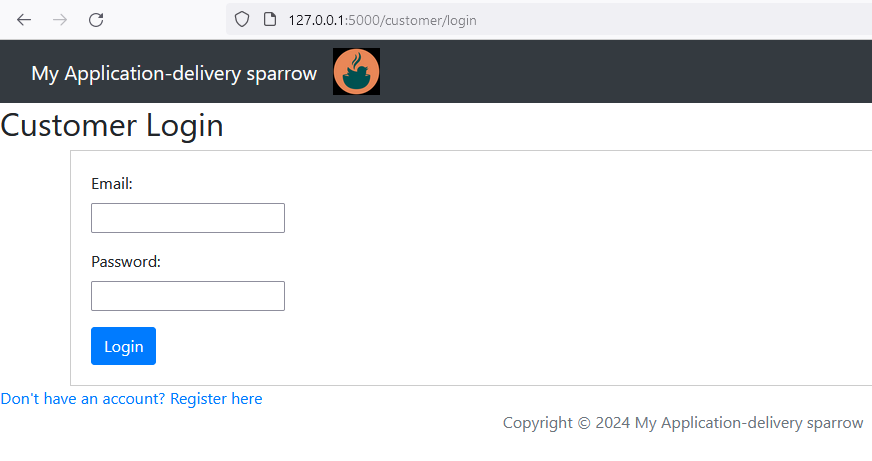 127.0.0.1:5000/customer/login
My Application-delivery sparrow
Customer Login
Email:
Password:
Login
Don't have an account? Register here
Copyright © 2024 My Application-delivery sparrow